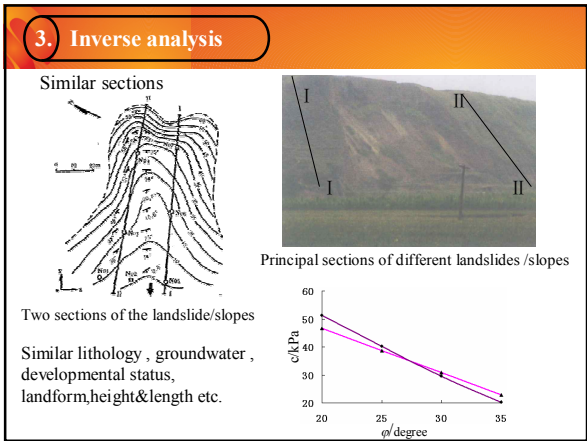 3. Inverse analysis
Similar sections
Two sections of the landslide/slopes
Similar lithology , groundwater ,
developmental status,
landform,height&length etc.
I
I
II
II
Principal sections of different landslides /slopes
c/kPa
60
50
40
30
20
20 25 30 35
φ/degree